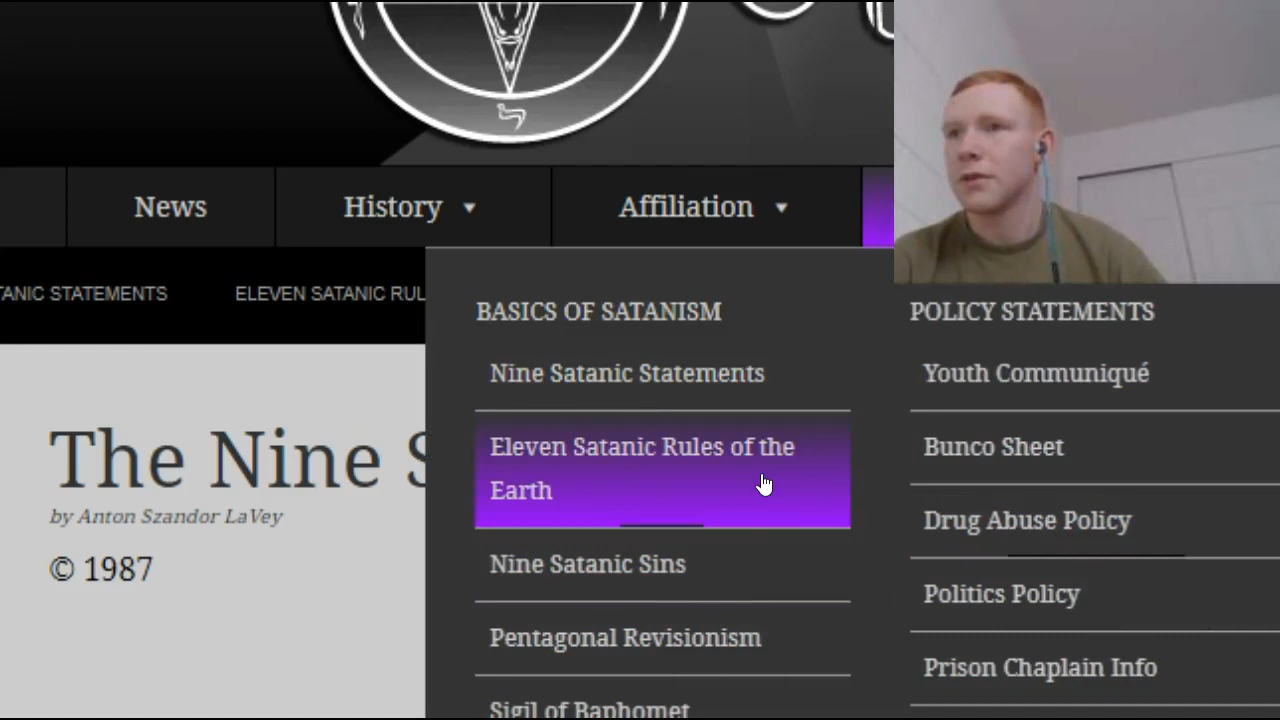 News
History
Affiliation
TANIC STATEMENTS
ELEVEN SATANIC RUL
BASICS OF SATANISM
Nine Satanic Statements
Eleven Satanic Rules of the
Earth
Nine Satanic Sins
Pentagonal Revisionism
Sigil of Baphomet
POLICY STATEMENTS
Youth Communiqué
Bunco Sheet
Drug Abuse Policy
Politics Policy
Prison Chaplain Info
The Nine S
by Anton Szandor LaVey
© 1987